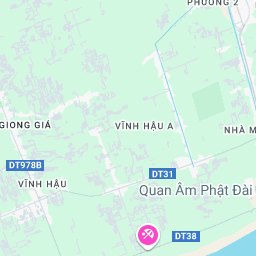 PHƯỜNG 2
VĨNH HẬU A
GIONG GIÁ
NHÀ M
DT978B
DT31
VĨNH HẬU
Quan Âm Phật Đài
DT38